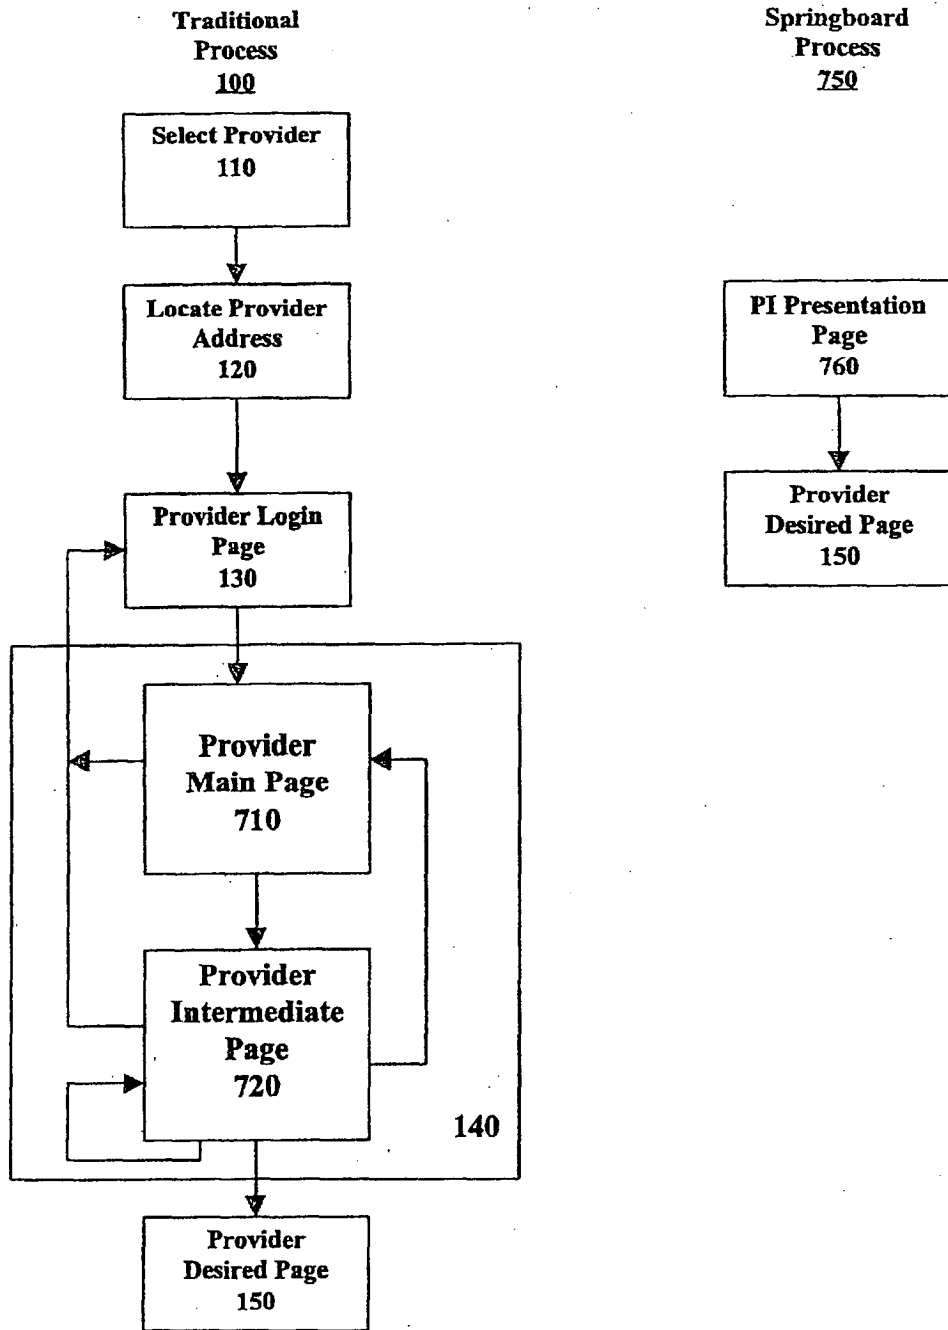 Traditional
Process
100
Select Provider
110
Locate Provider
Address
120
Provider Login
Page
130
Provider
Main Page
710
Provider
Intermediate
Page
720
140
Provider
Desired Page
150
Springboard
Process
750
PI Presentation
Page
760
Provider
Desired Page
150